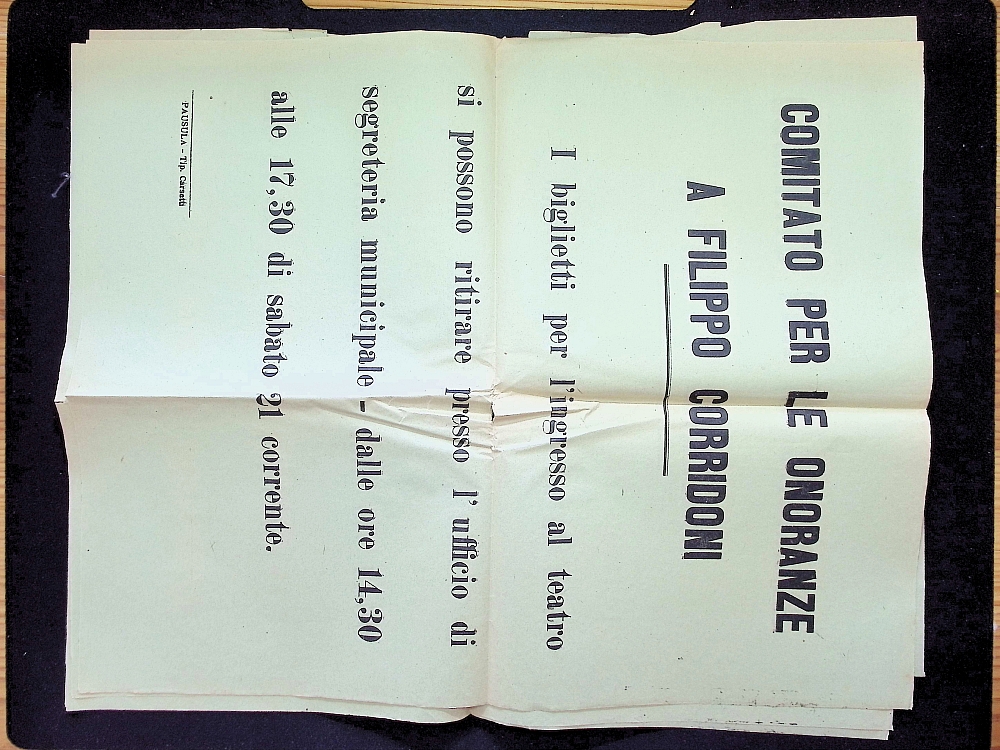 COMITATO PER LE ONORANZE
A FILIPPO CORRIDONI
I biglietti per l'ingresso al teatro
si possono ritirare presso l'ufficio di
segreteria municipale - dalle ore 14,30
alle 17,30 di sabato 21 corrente.
PAUSULA - Tip. Carsetti